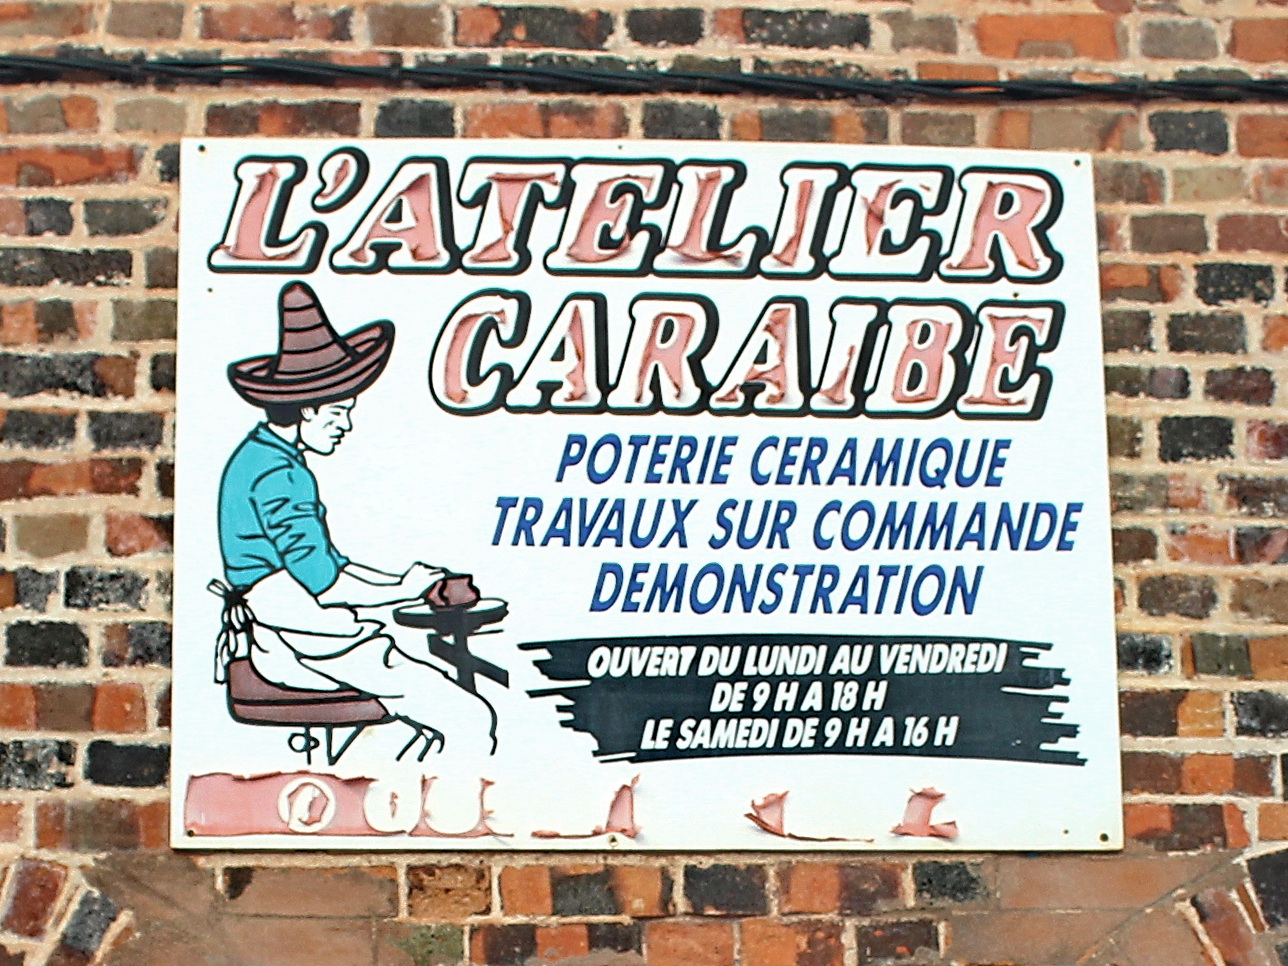 L'ATELIER
CARAIBE
POTERIE CERAMIQUE
TRAVAUX SUR COMMANDE
DEMONSTRATION
OUVERT DU LUNDI AU VENDREDI
DE 9 H A 18 H
LE SAMEDI DE 9 H A 16 H